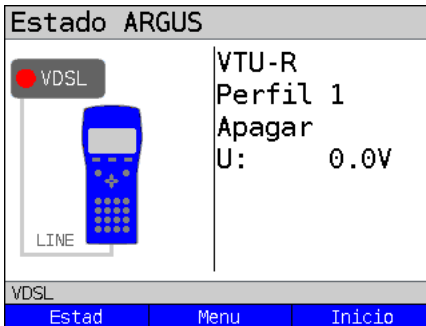 Estado ARGUS
VDSL
VTU-R
Perfil 1
Apagar
U: 0.0V
LINE
VDSL
Estad Menu Inicio